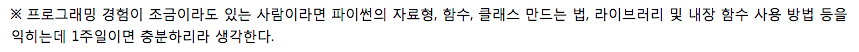 ※ 프로그래밍 경험이 조금이라도 있는 사람이라면 파이썬의 자료형, 함수, 클래스 만드는 법, 라이브러리 및 내장 함수 사용 방법 등을
익히는데 1주일이면 충분하리라 생각한다.